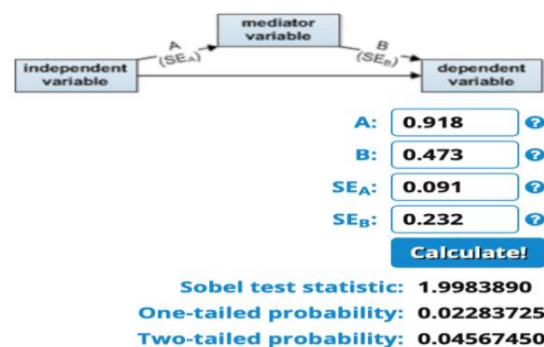 mediator
variable
A
(SEA)
B
(SEB)
independent
variable
dependent
variable
A: 0.918 ?
B: 0.473 ?
SEA: 0.091 ?
SEB: 0.232 ?
Calculate!
Sobel test statistic: 1.9983890
One-tailed probability: 0.02283725
Two-tailed probability: 0.04567450